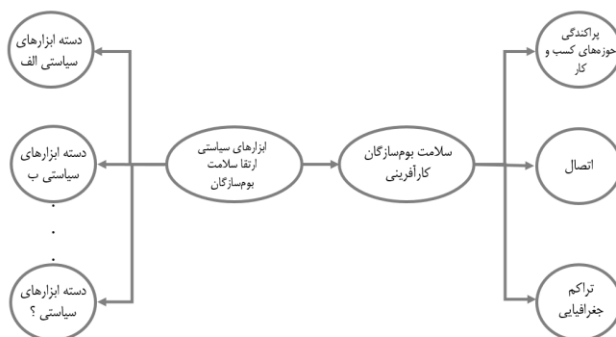 پراکندگی
حوزه‌های کسب و
کار
دسته ابزارهای
سیاستی الف
ابزارهای سیاستی
ارتقا سلامت
بوم‌سازگان
سلامت بوم‌سازگان
کارآفرینی
اتصال
دسته ابزارهای
سیاستی ب
.
.
.
تراکم
جغرافیایی
دسته ابزارهای
سیاستی ؟